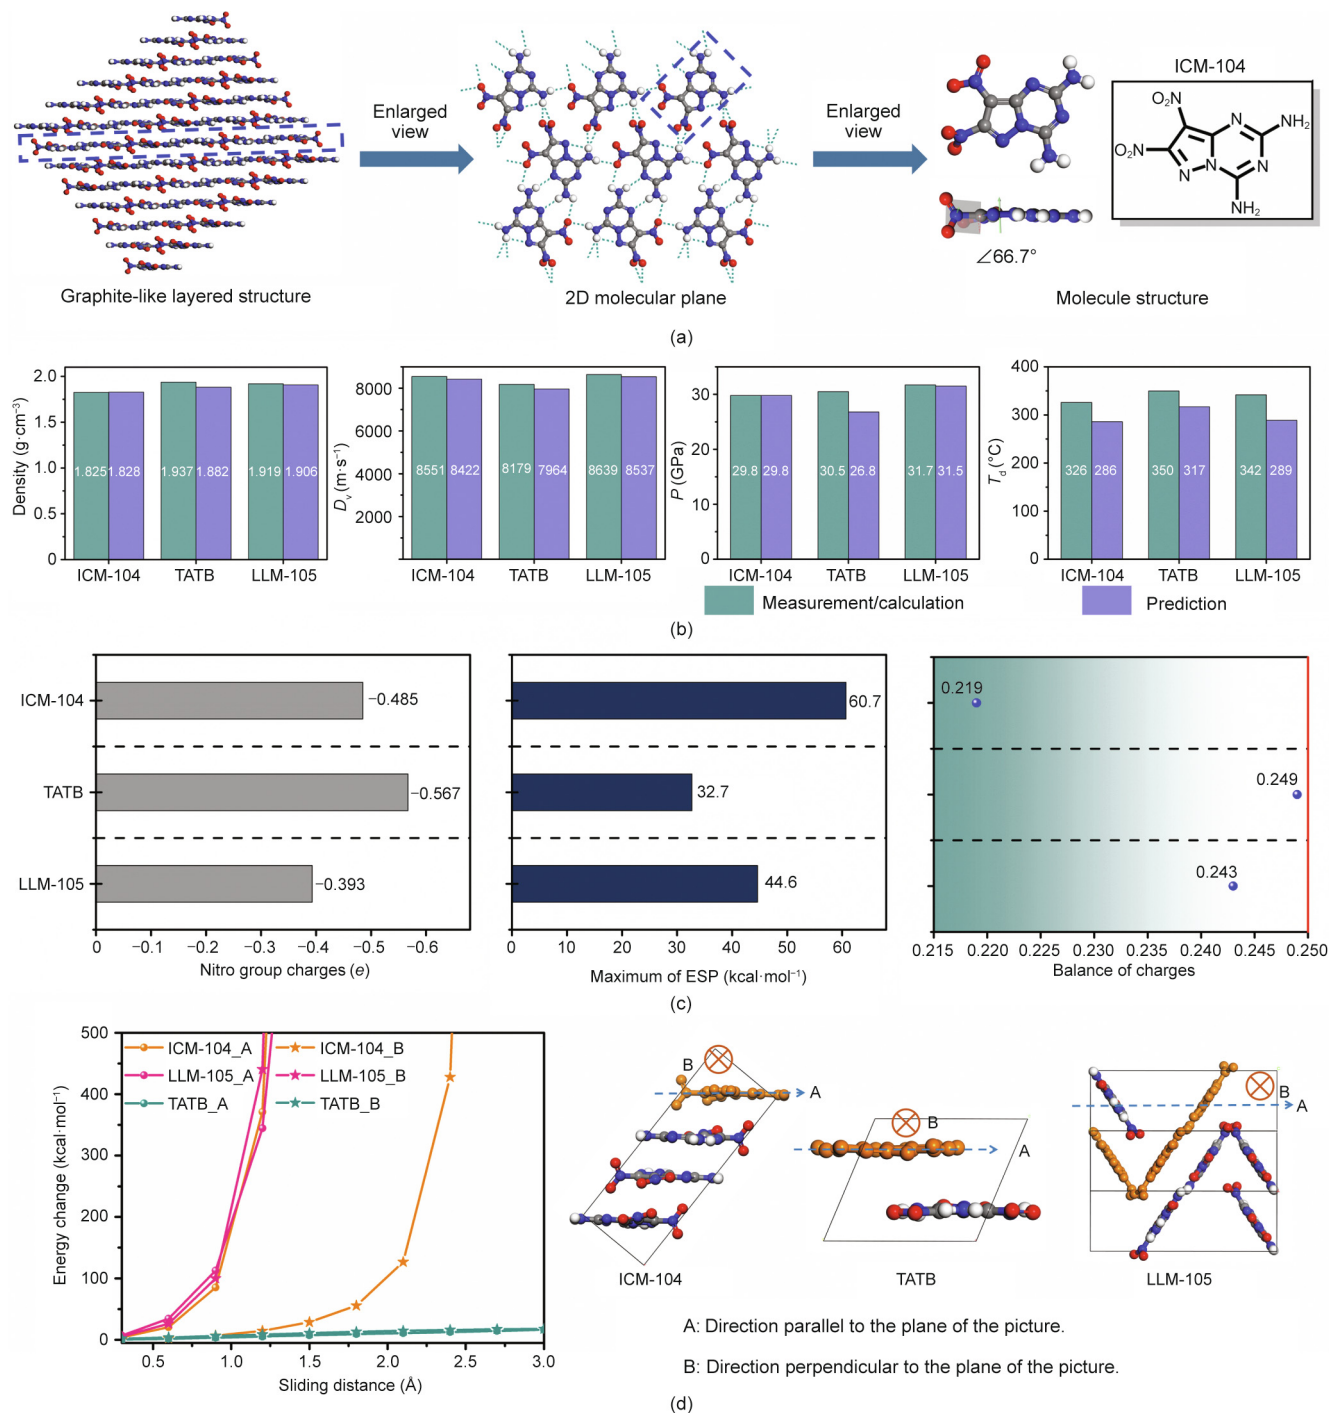 ICM-104
Enlarged
view
Enlarged
view
O₂N
NH₂
N
O₂N
N
N
N
N
NH₂
∠66.7°
Graphite-like layered structure
2D molecular plane
Molecule structure
(a)
Density (g·cm⁻³)
2.0
1.5
1.0
0.5
0
1.825
1.828
1.937
1.882
1.919
1.906
ICM-104
TATB
LLM-105
Dᵥ (m·s⁻¹)
8000
6000
4000
2000
8551
8422
8179
7964
8639
8537
ICM-104
TATB
LLM-105
P (GPa)
30
20
10
0
29.8
29.8
30.5
26.8
31.7
31.5
ICM-104
TATB
LLM-105
T_d (°C)
400
300
200
100
0
326
286
350
317
342
289
ICM-104
TATB
LLM-105
Measurement/calculation
Prediction
(b)
ICM-104
TATB
LLM-105
−0.485
−0.567
−0.393
0
−0.1
−0.2
−0.3
−0.4
−0.5
−0.6
Nitro group charges (e)
60.7
32.7
44.6
0
10
20
30
40
50
60
Maximum of ESP (kcal·mol⁻¹)
0.219
0.249
0.243
0.215
0.220
0.225
0.230
0.235
0.240
0.245
0.250
Balance of charges
(c)
Energy change (kcal·mol⁻¹)
500
400
300
200
100
0
ICM-104_A
ICM-104_B
LLM-105_A
LLM-105_B
TATB_A
TATB_B
0.5
1.0
1.5
2.0
2.5
3.0
Sliding distance (Å)
B
A
ICM-104
B
A
TATB
B
A
LLM-105
A: Direction parallel to the plane of the picture.
B: Direction perpendicular to the plane of the picture.
(d)